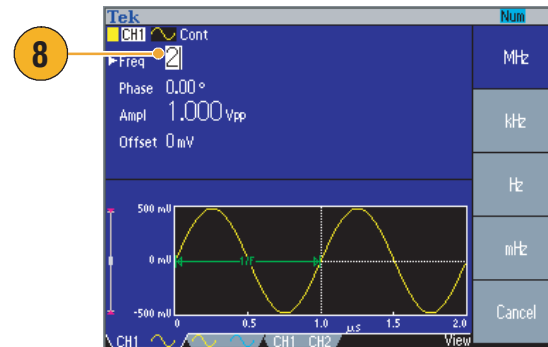 Tek
Num
CH1 Cont
8
Freq 2
MHz
Phase 0.00°
Ampl 1.000 Vpp
kHz
Offset 0 mV
Hz
500 mV
0 mV
1/F
-500 mV
mHz
0 0.5 1.0 µs 1.5 2.0
Cancel
CH1 CH1 CH2 View